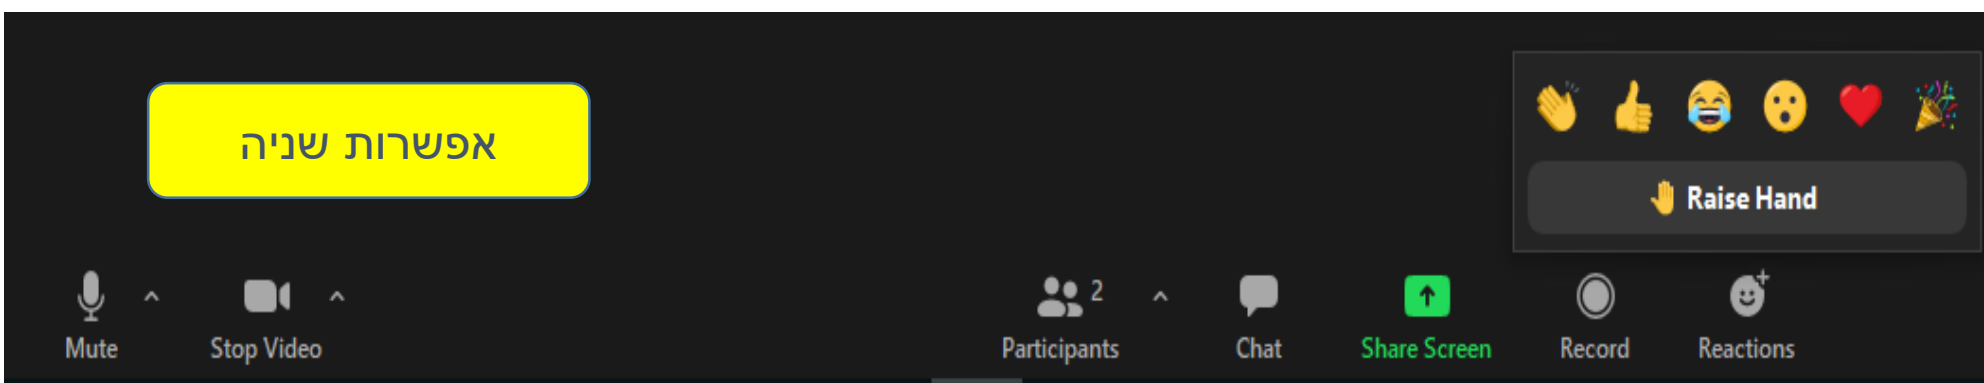 אפשרות שניה
Raise Hand
2
Mute
Stop Video
Participants
Chat
Share Screen
Record
Reactions